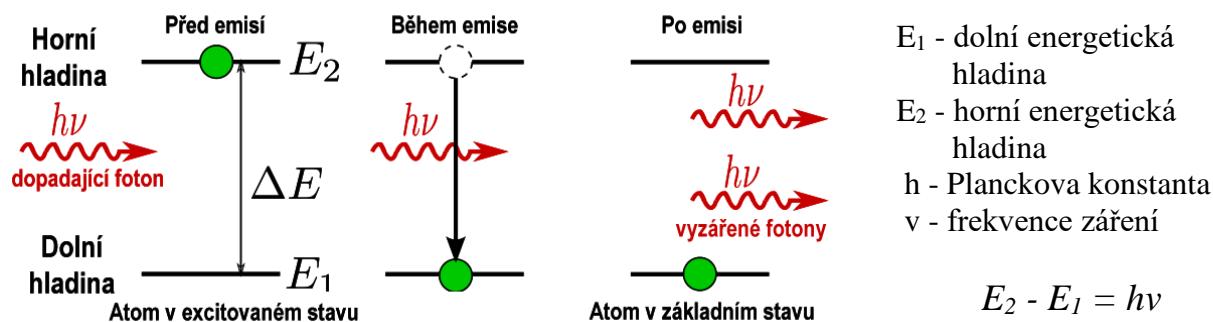 Před emisí
Během emise
Po emisi
Horní
hladina
E₂
hν
dopadající foton
ΔE
hν
hν
hν
vyzářené fotony
Dolní
hladina
E₁
Atom v excitovaném stavu
Atom v základním stavu
E₁ - dolní energetická
hladina
E₂ - horní energetická
hladina
h - Planckova konstanta
ν - frekvence záření
E₂ - E₁ = hν